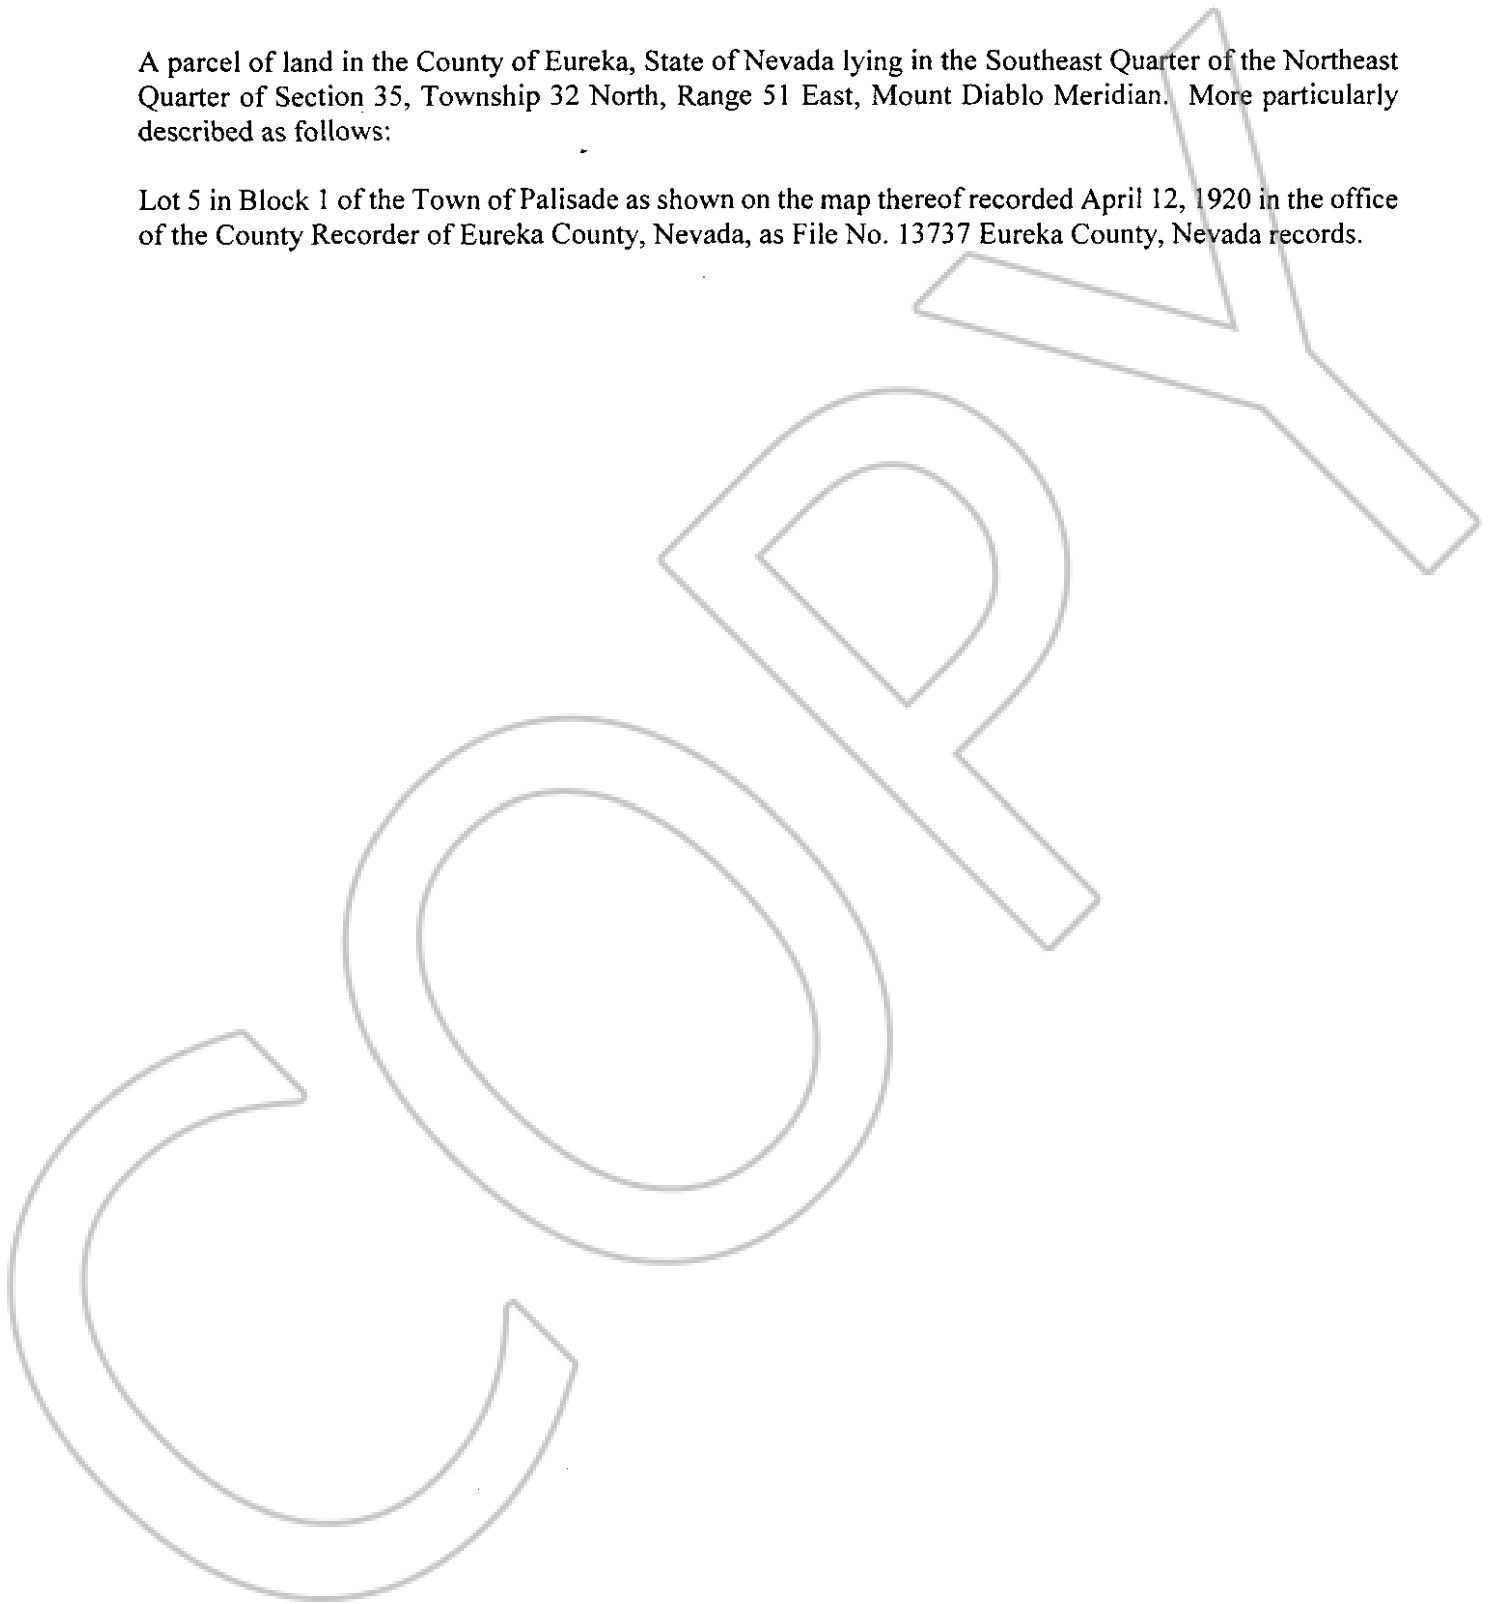 A parcel of land in the County of Eureka, State of Nevada lying in the Southeast Quarter of the Northeast
Quarter of Section 35, Township 32 North, Range 51 East, Mount Diablo Meridian. More particularly
described as follows:
Lot 5 in Block 1 of the Town of Palisade as shown on the map thereof recorded April 12, 1920 in the office
of the County Recorder of Eureka County, Nevada, as File No. 13737 Eureka County, Nevada records.
COPY